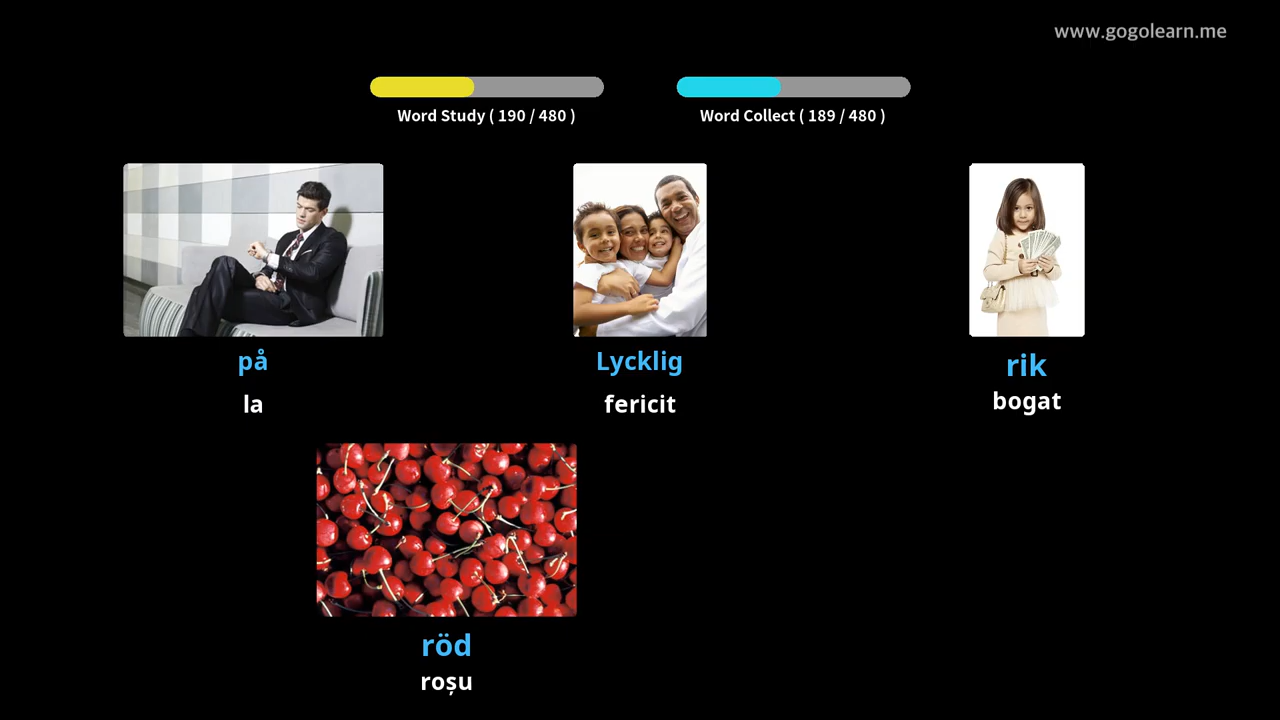 www.gogolearn.me
Word Study ( 190 / 480 )
Word Collect ( 189 / 480 )
på
la
Lycklig
fericit
rik
bogat
röd
roșu